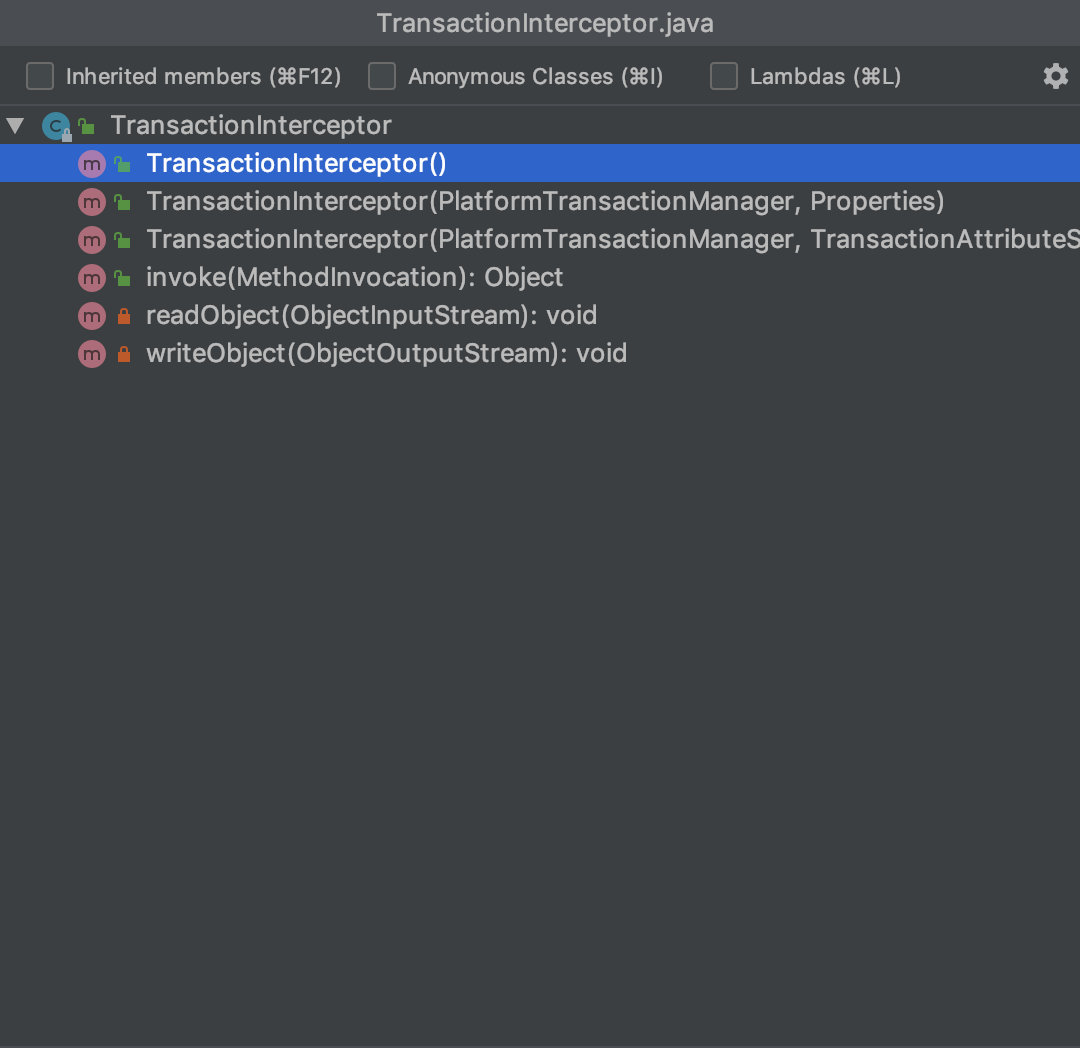 TransactionInterceptor.java
Inherited members (⌘F12) Anonymous Classes (⌘I) Lambdas (⌘L)
C TransactionInterceptor
m TransactionInterceptor()
m TransactionInterceptor(PlatformTransactionManager, Properties)
m TransactionInterceptor(PlatformTransactionManager, TransactionAttributeS
m invoke(MethodInvocation): Object
m readObject(ObjectInputStream): void
m writeObject(ObjectOutputStream): void